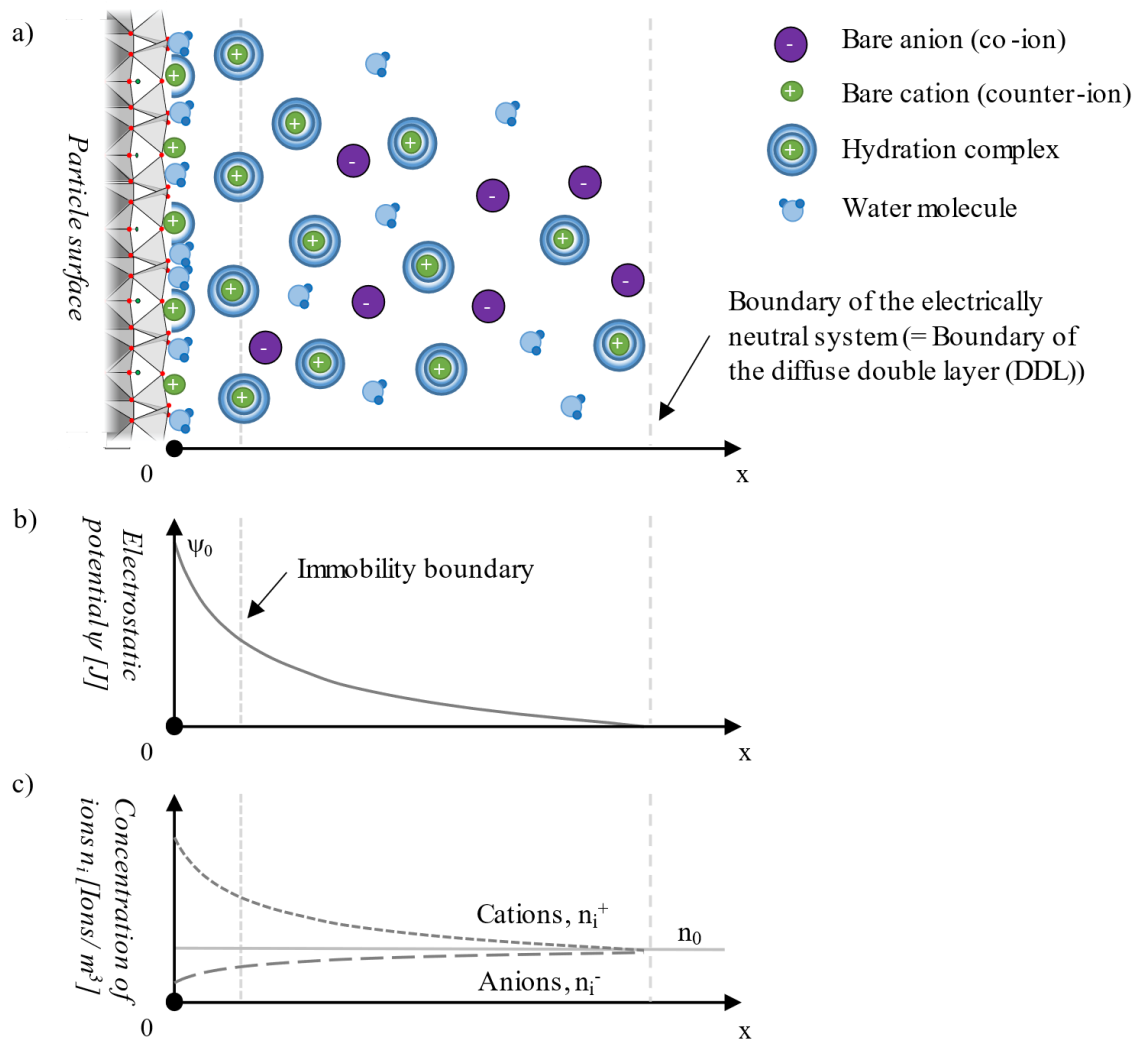 a)
Particle surface
Bare anion (co-ion)
Bare cation (counter-ion)
Hydration complex
Water molecule
Boundary of the electrically
neutral system (= Boundary of
the diffuse double layer (DDL))
0
x
b)
Electrostatic
potential ψ [J]
ψ₀
Immobility boundary
0
x
c)
Concentration of
ions nᵢ [Ions/ m³]
Cations, nᵢ⁺
n₀
Anions, nᵢ⁻
0
x